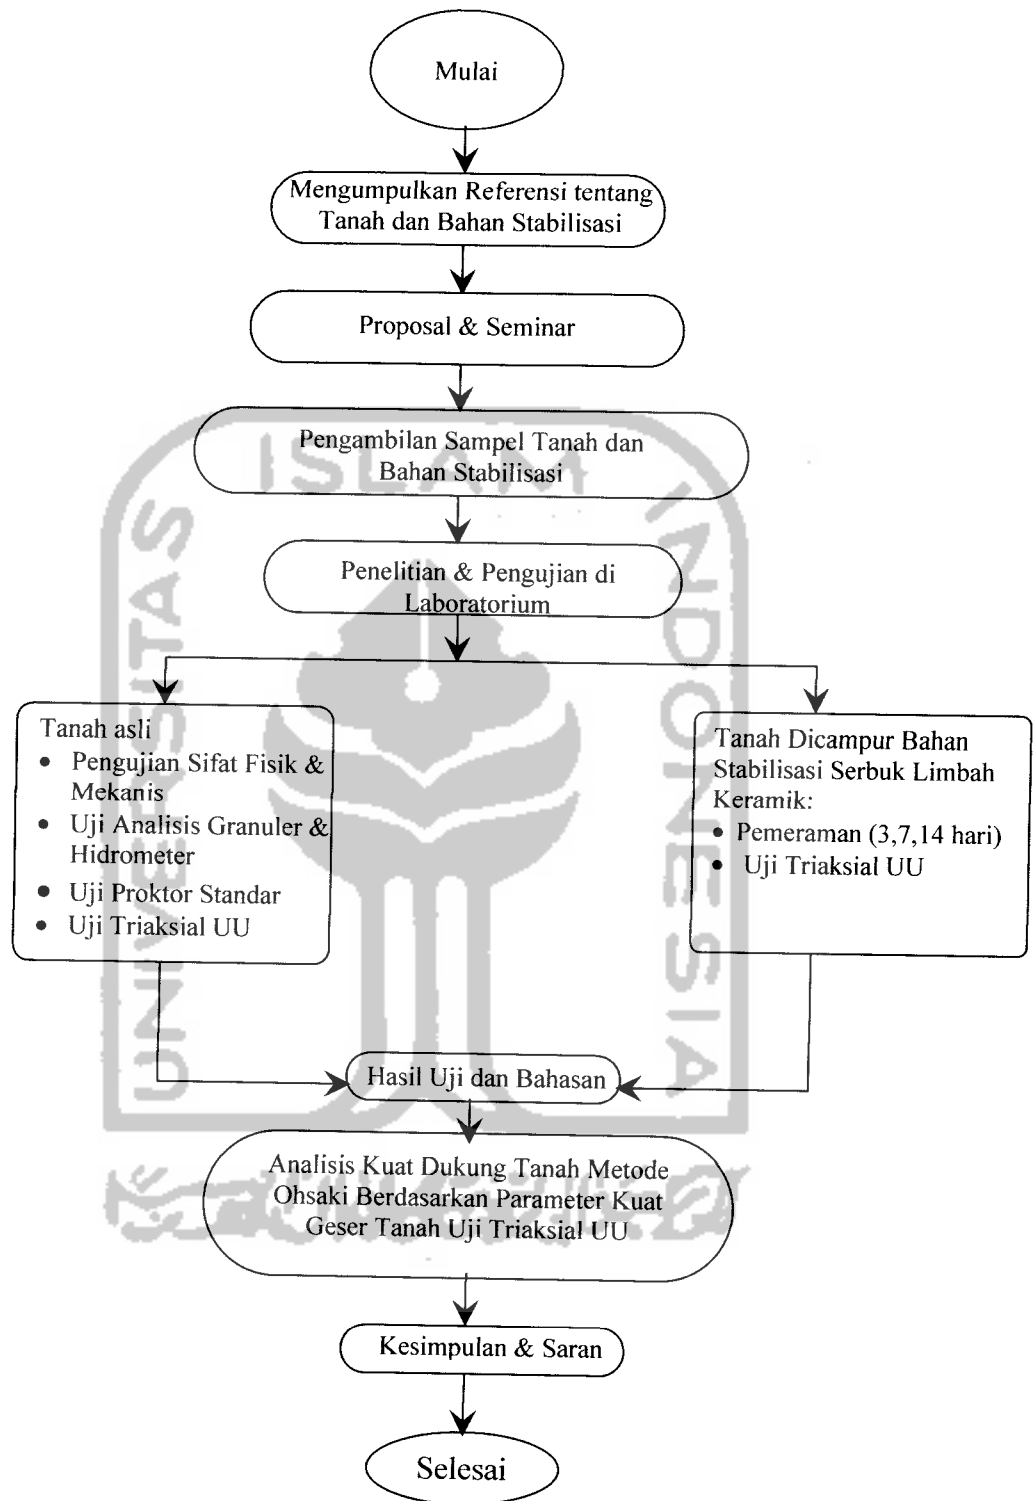 Mulai
Mengumpulkan Referensi tentang
Tanah dan Bahan Stabilisasi
Proposal & Seminar
Pengambilan Sampel Tanah dan
Bahan Stabilisasi
Penelitian & Pengujian di
Laboratorium
Tanah asli
• Pengujian Sifat Fisik &
Mekanis
• Uji Analisis Granuler &
Hidrometer
• Uji Proktor Standar
• Uji Triaksial UU
Tanah Dicampur Bahan
Stabilisasi Serbuk Limbah
Keramik:
• Pemeraman (3,7,14 hari)
• Uji Triaksial UU
Hasil Uji dan Bahasan
Analisis Kuat Dukung Tanah Metode
Ohsaki Berdasarkan Parameter Kuat
Geser Tanah Uji Triaksial UU
Kesimpulan & Saran
Selesai
UNIVERSITAS
ISLAM
INDONESIA